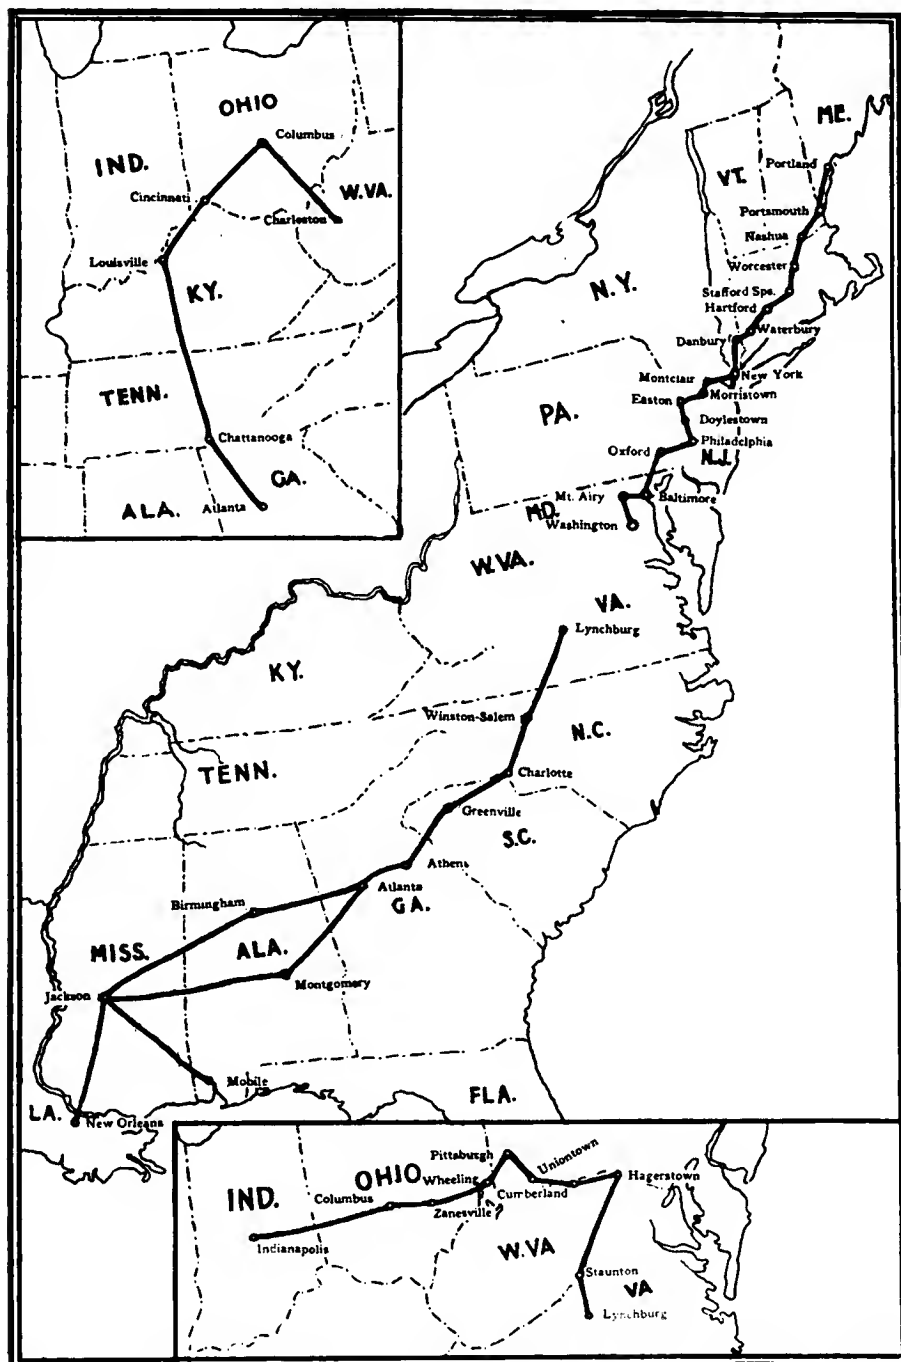 OHIO
Columbus
IND.
W.VA.
Cincinnati
Charleston
Louisville
KY.
TENN.
Chattanooga
GA.
ALA.
Atlanta
ME.
Portland
VT.
Portsmouth
Nashua
Worcester
Stafford Sps.
N.Y.
Hartford
Waterbury
Danbury
New York
Montclair
Morristown
Easton
PA.
Doylestown
Philadelphia
Oxford
N.J.
Mt. Airy
Baltimore
MD.
Washington
W.VA.
VA.
Lynchburg
KY.
Winston-Salem
N.C.
TENN.
Charlotte
Greenville
S.C.
Athens
Atlanta
Birmingham
GA.
MISS.
ALA.
Montgomery
Jackson
Mobile
FLA.
LA.
New Orleans
Pittsburgh
Uniontown
OHIO
Wheeling
Hagerstown
Cumberland
IND.
Columbus
Zanesville
Indianapolis
W.VA
Staunton
VA
Lynchburg